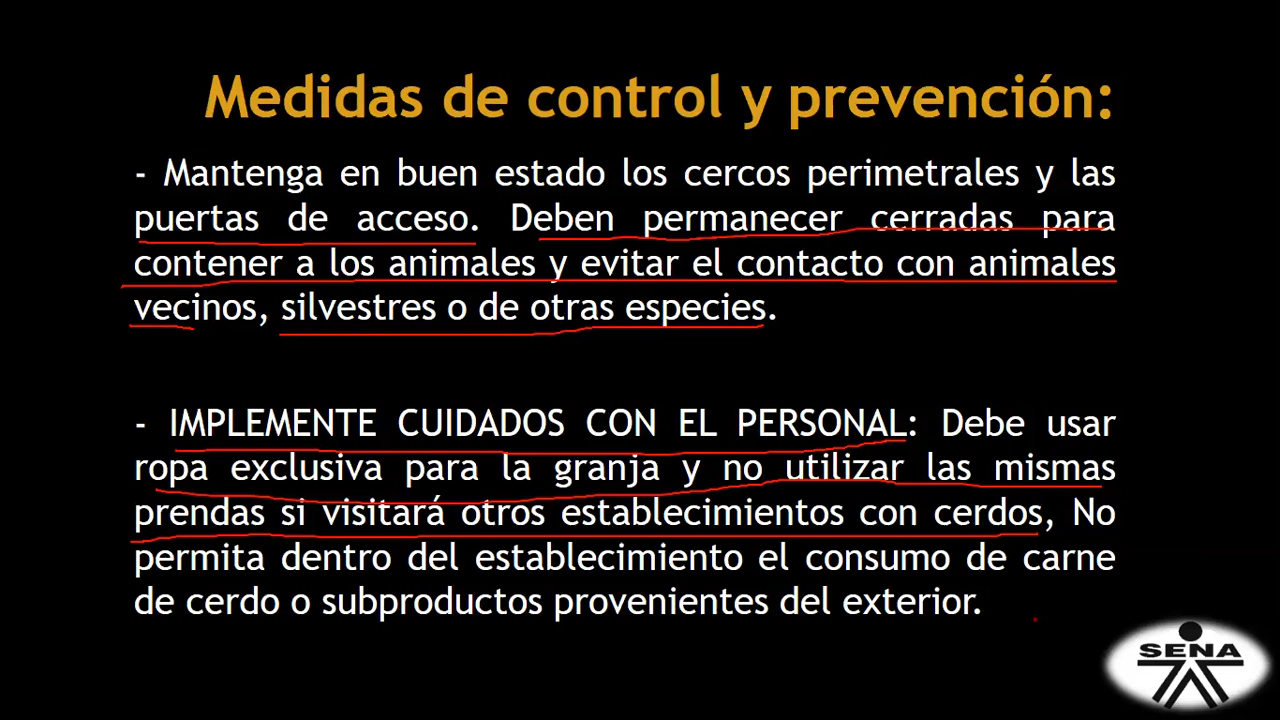 Medidas de control y prevención:
- Mantenga en buen estado los cercos perimetrales y las
puertas de acceso. Deben permanecer cerradas para
contener a los animales y evitar el contacto con animales
vecinos, silvestres o de otras especies.
- IMPLEMENTE CUIDADOS CON EL PERSONAL: Debe usar
ropa exclusiva para la granja y no utilizar las mismas
prendas si visitará otros establecimientos con cerdos, No
permita dentro del establecimiento el consumo de carne
de cerdo o subproductos provenientes del exterior.
SENA